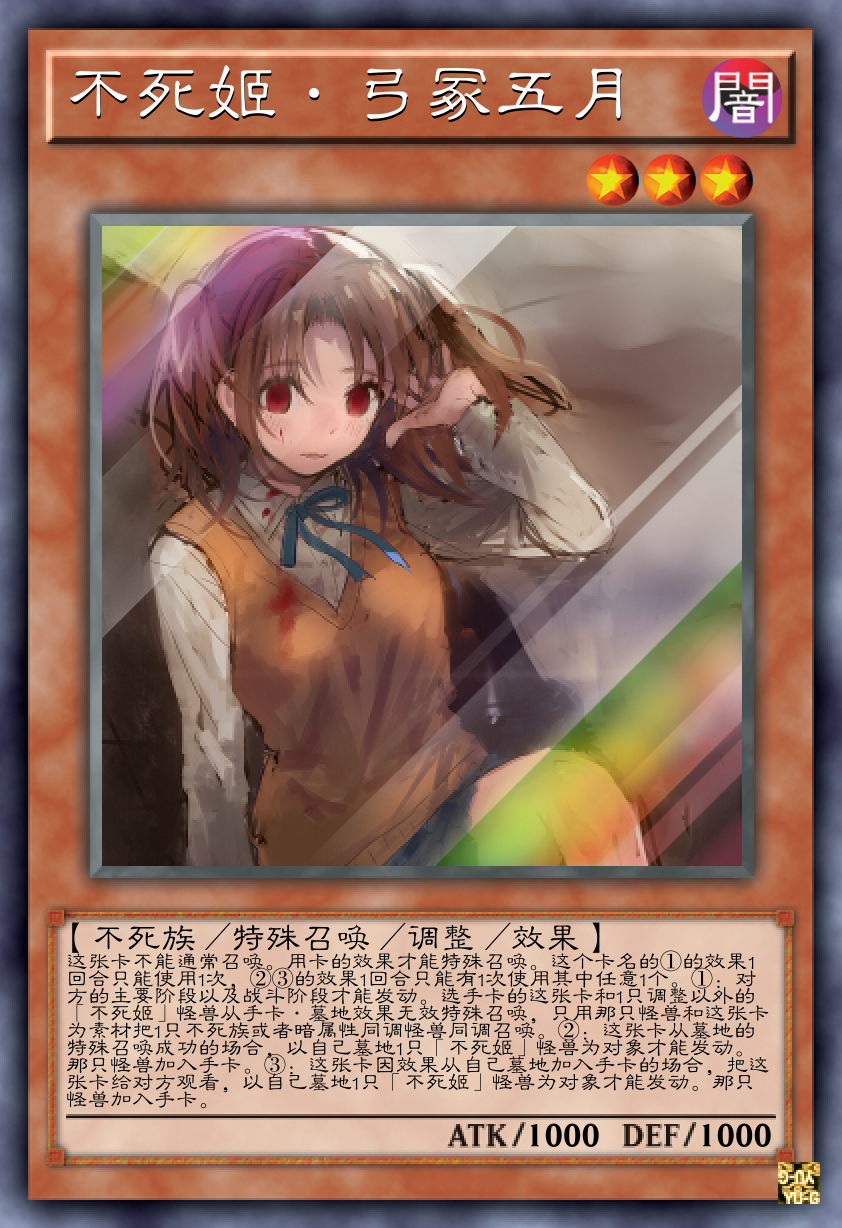 不死姬・弓冢五月
闇
【不死族／特殊召唤／调整／效果】
这张卡不能通常召唤。用卡的效果才能特殊召唤。这个卡名的①的效果1
回合只能使用1次，②③的效果1回合只能有1次使用其中任意1个。①：对
方的主要阶段以及战斗阶段才能发动。选手卡的这张卡和1只调整以外的
「不死姬」怪兽从手卡・墓地效果无效特殊召唤，只用那只怪兽和这张卡
为素材把1只不死族或者暗属性同调怪兽同调召唤。②：这张卡从墓地的
特殊召唤成功的场合，以自己墓地1只「不死姬」怪兽为对象才能发动。
那只怪兽加入手卡。③：这张卡因效果从自己墓地加入手卡的场合，把这
张卡给对方观看，以自己墓地1只「不死姬」怪兽为对象才能发动。那只
怪兽加入手卡。
ATK/1000 DEF/1000